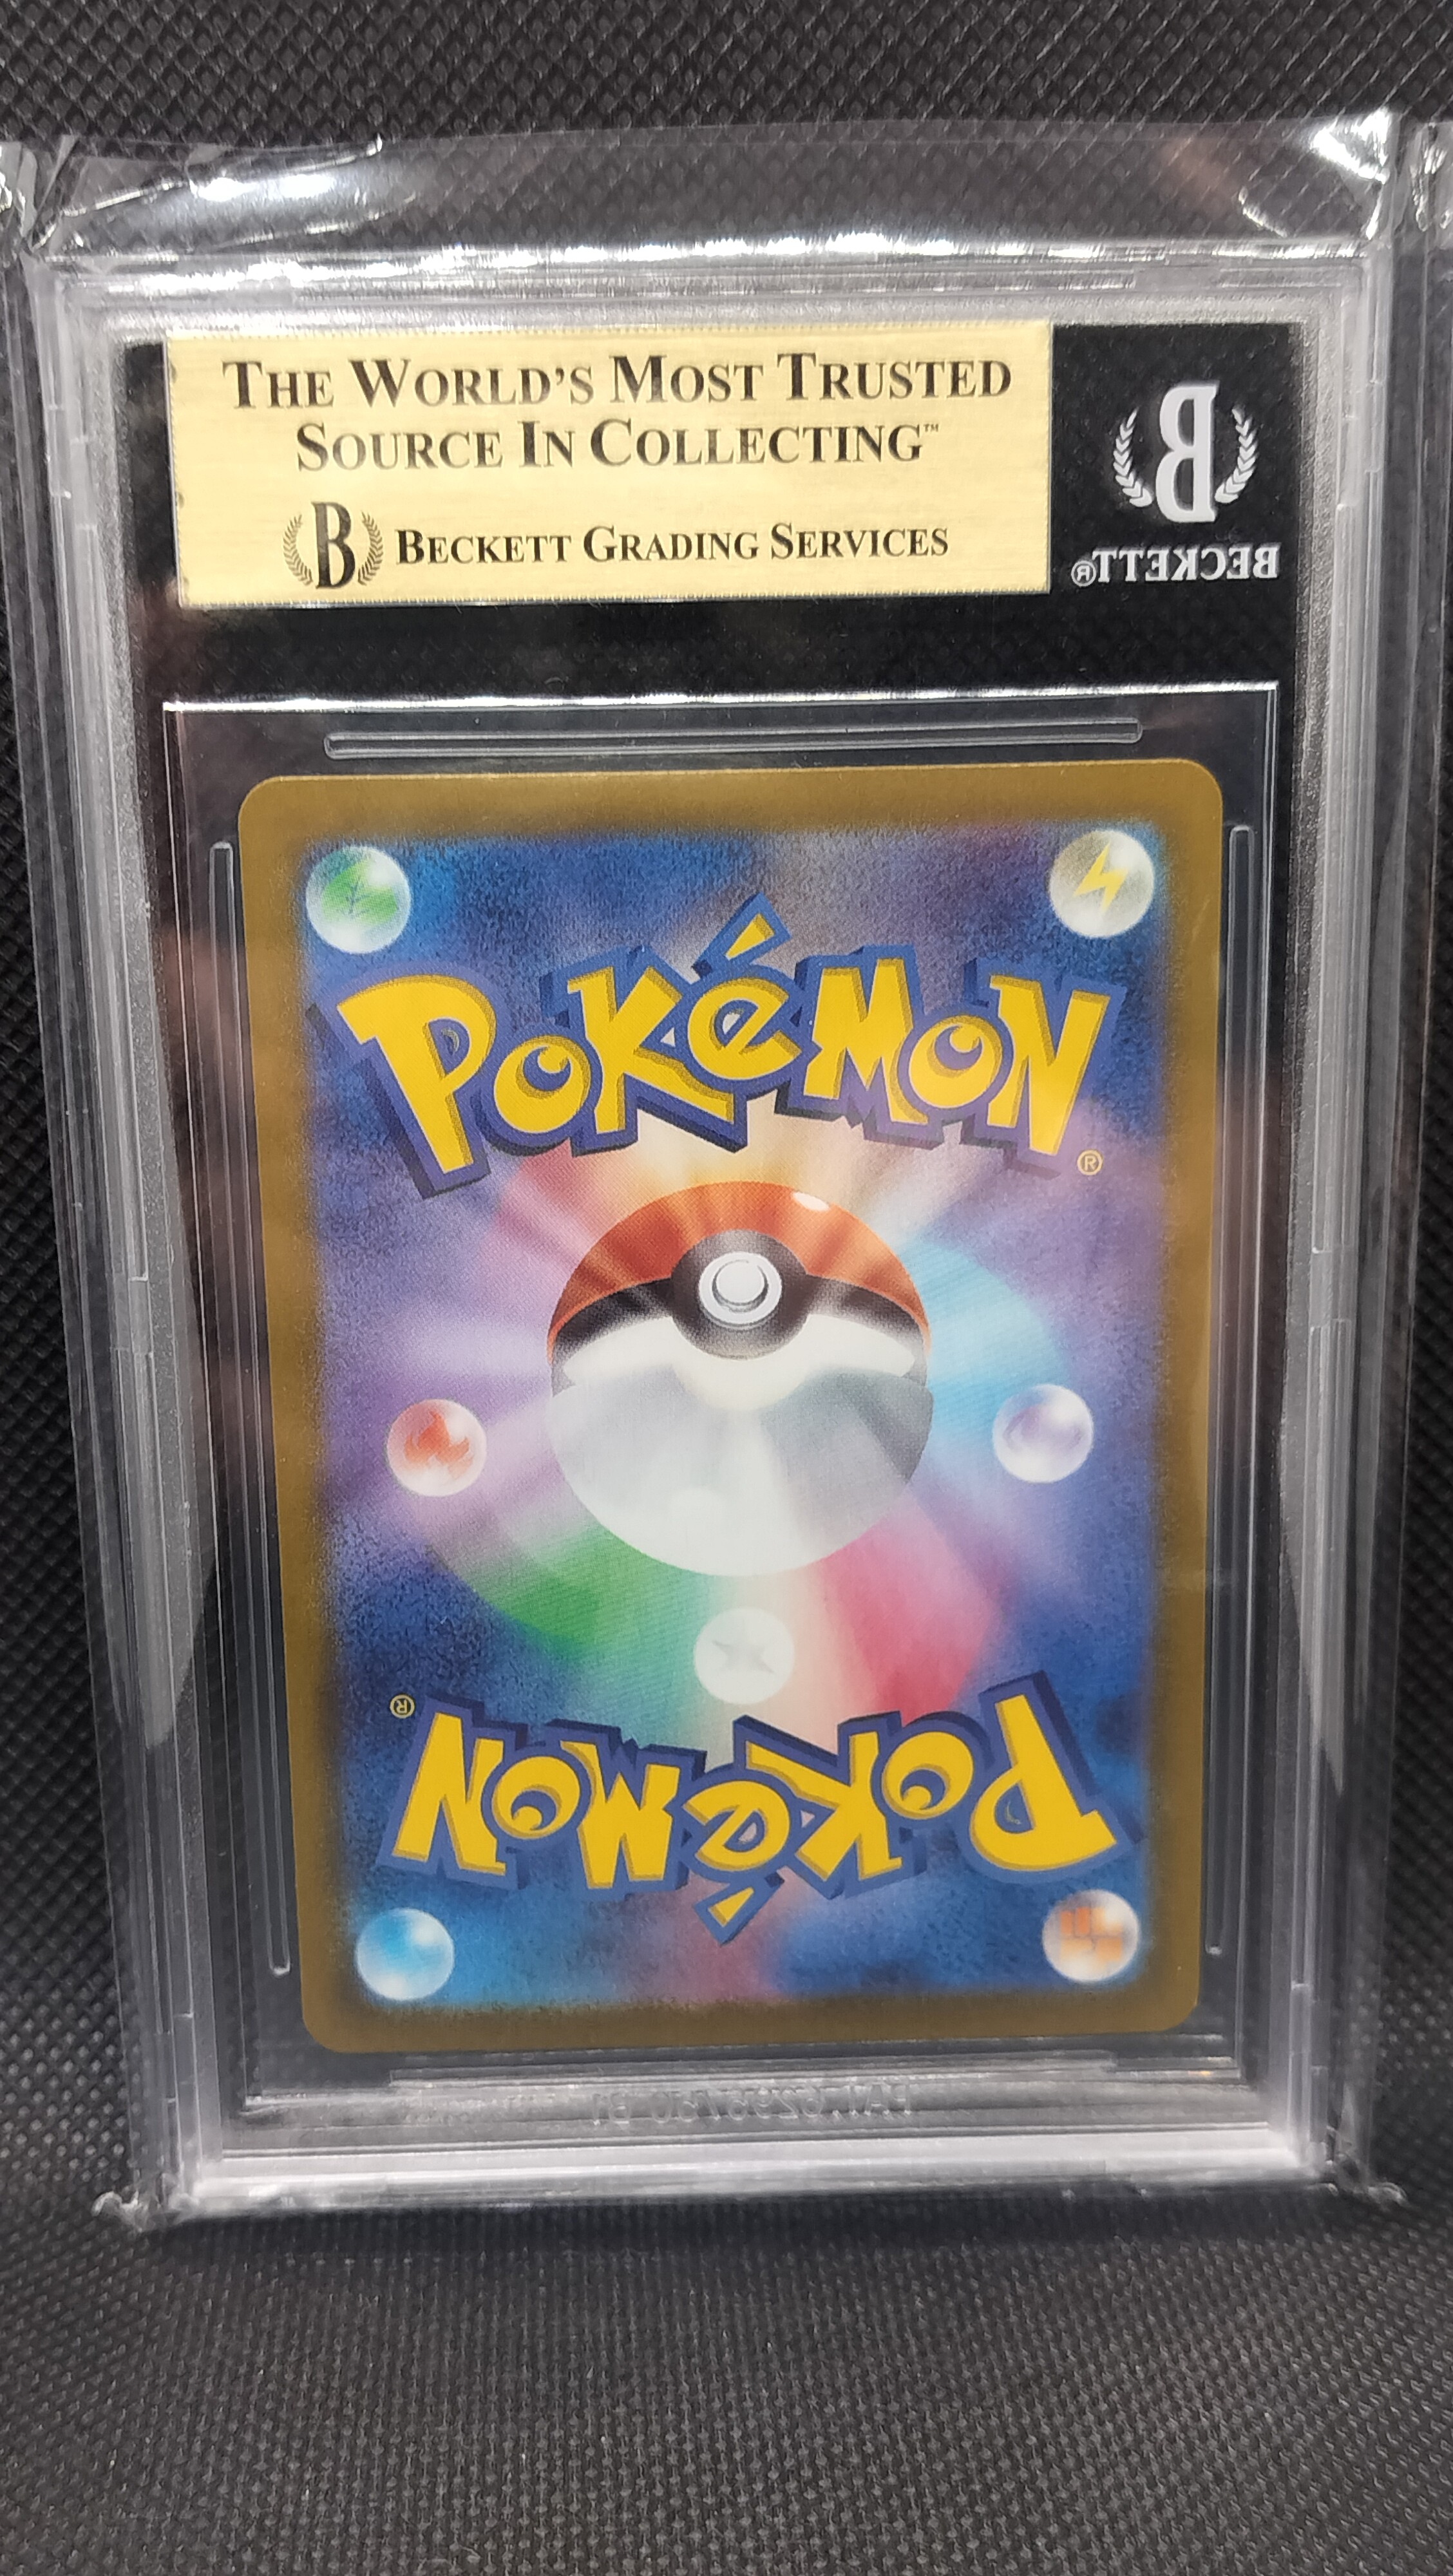 THE WORLD'S MOST TRUSTED
SOURCE IN COLLECTING™
B BECKETT GRADING SERVICES
B
BECKETT®
POKéMON
®
®
POKéMON